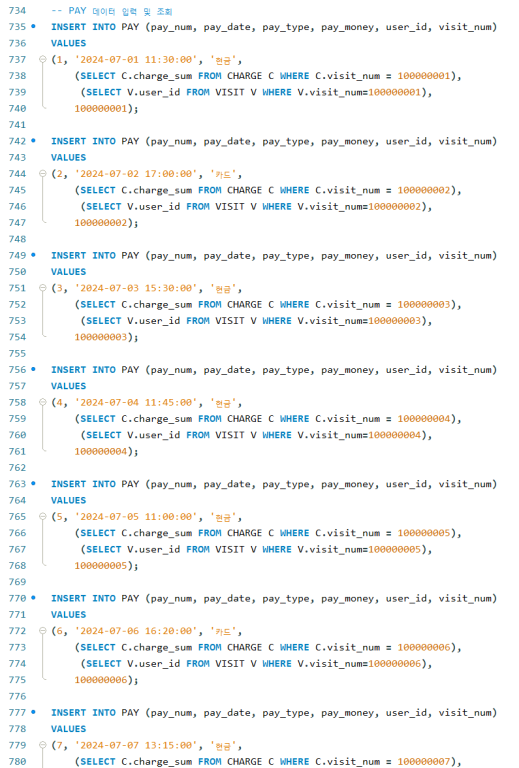 734 -- PAY 데이터 입력 및 조회
735 INSERT INTO PAY (pay_num, pay_date, pay_type, pay_money, user_id, visit_num)
736 VALUES
737 (1, '2024-07-01 11:30:00', '현금',
738 (SELECT C.charge_sum FROM CHARGE C WHERE C.visit_num = 100000001),
739 (SELECT V.user_id FROM VISIT V WHERE V.visit_num=100000001),
740 100000001);
741
742 INSERT INTO PAY (pay_num, pay_date, pay_type, pay_money, user_id, visit_num)
743 VALUES
744 (2, '2024-07-02 17:00:00', '카드',
745 (SELECT C.charge_sum FROM CHARGE C WHERE C.visit_num = 100000002),
746 (SELECT V.user_id FROM VISIT V WHERE V.visit_num=100000002),
747 100000002);
748
749 INSERT INTO PAY (pay_num, pay_date, pay_type, pay_money, user_id, visit_num)
750 VALUES
751 (3, '2024-07-03 15:30:00', '현금',
752 (SELECT C.charge_sum FROM CHARGE C WHERE C.visit_num = 100000003),
753 (SELECT V.user_id FROM VISIT V WHERE V.visit_num=100000003),
754 100000003);
755
756 INSERT INTO PAY (pay_num, pay_date, pay_type, pay_money, user_id, visit_num)
757 VALUES
758 (4, '2024-07-04 11:45:00', '현금',
759 (SELECT C.charge_sum FROM CHARGE C WHERE C.visit_num = 100000004),
760 (SELECT V.user_id FROM VISIT V WHERE V.visit_num=100000004),
761 100000004);
762
763 INSERT INTO PAY (pay_num, pay_date, pay_type, pay_money, user_id, visit_num)
764 VALUES
765 (5, '2024-07-05 11:00:00', '현금',
766 (SELECT C.charge_sum FROM CHARGE C WHERE C.visit_num = 100000005),
767 (SELECT V.user_id FROM VISIT V WHERE V.visit_num=100000005),
768 100000005);
769
770 INSERT INTO PAY (pay_num, pay_date, pay_type, pay_money, user_id, visit_num)
771 VALUES
772 (6, '2024-07-06 16:20:00', '카드',
773 (SELECT C.charge_sum FROM CHARGE C WHERE C.visit_num = 100000006),
774 (SELECT V.user_id FROM VISIT V WHERE V.visit_num=100000006),
775 100000006);
776
777 INSERT INTO PAY (pay_num, pay_date, pay_type, pay_money, user_id, visit_num)
778 VALUES
779 (7, '2024-07-07 13:15:00', '현금',
780 (SELECT C.charge_sum FROM CHARGE C WHERE C.visit_num = 100000007),